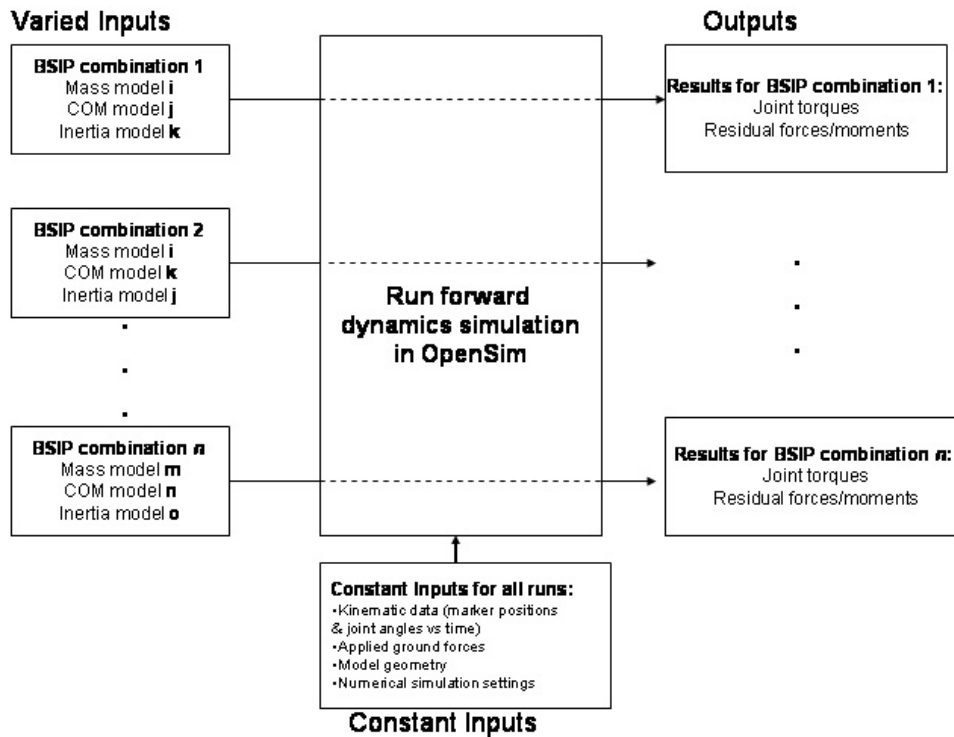 Varied Inputs
Outputs
BSIP combination 1
Mass model i
COM model j
Inertia model k
Results for BSIP combination 1:
Joint torques
Residual forces/moments
BSIP combination 2
Mass model i
COM model k
Inertia model j
Run forward
dynamics simulation
in OpenSim
BSIP combination n
Mass model m
COM model n
Inertia model o
Results for BSIP combination n:
Joint torques
Residual forces/moments
Constant Inputs for all runs:
•Kinematic data (marker positions
& joint angles vs time)
•Applied ground forces
•Model geometry
•Numerical simulation settings
Constant Inputs